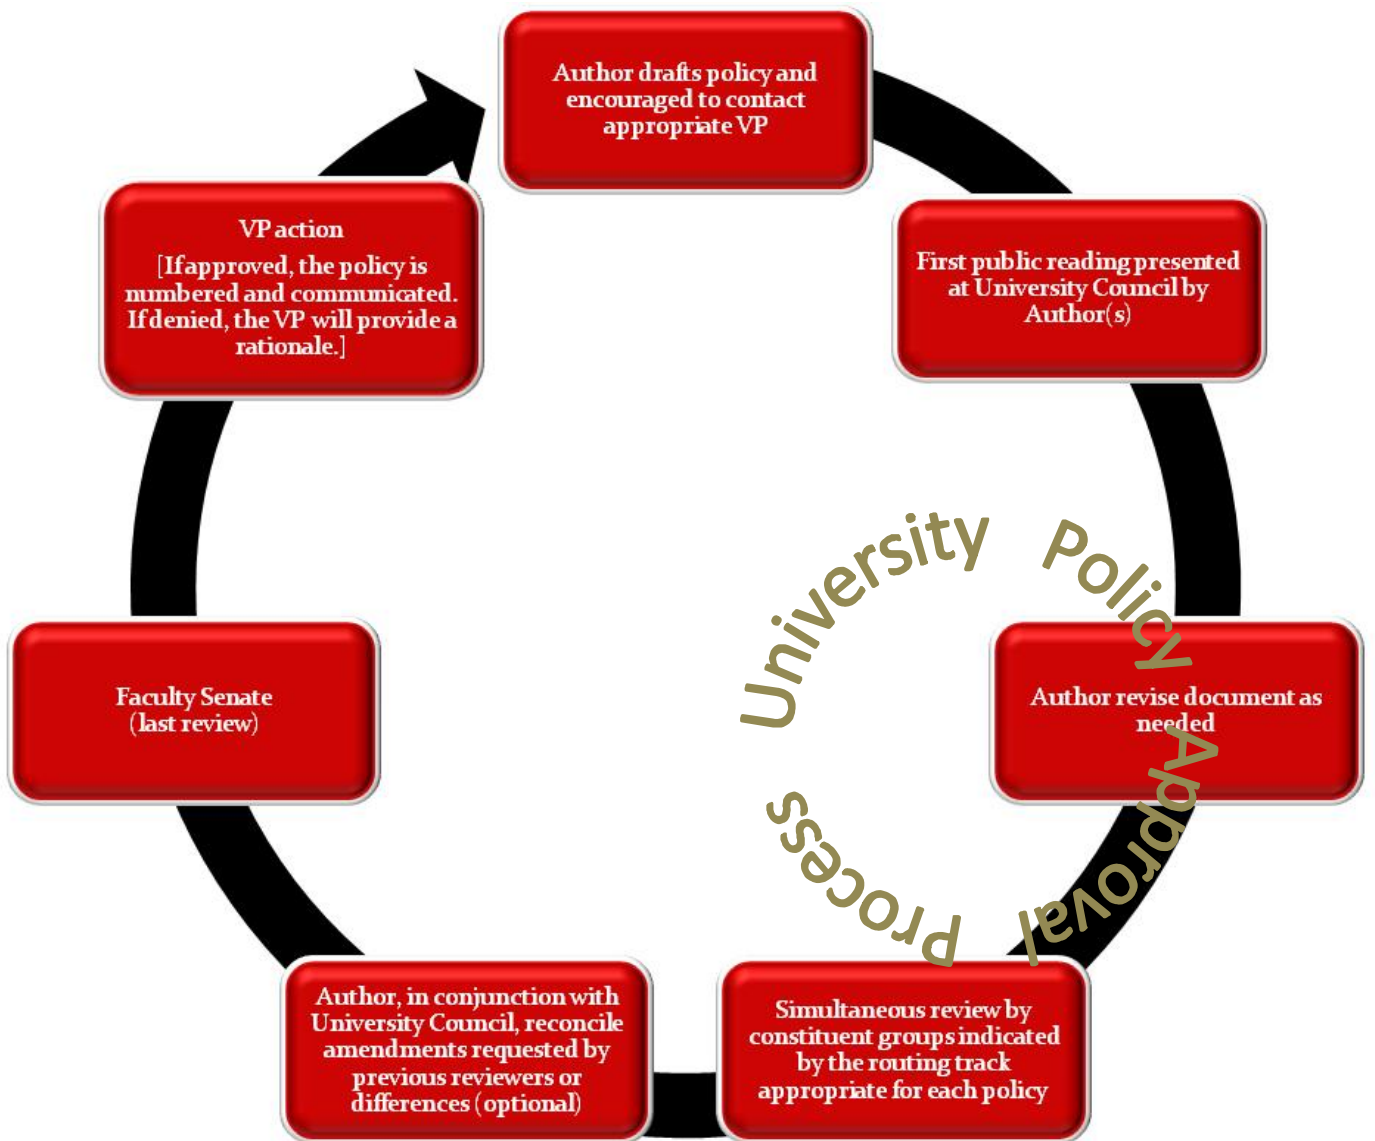 Author drafts policy and
encouraged to contact
appropriate VP
First public reading presented
at University Council by
Author(s)
Author revise document as
needed
Simultaneous review by
constituent groups indicated
by the routing track
appropriate for each policy
Author, in conjunction with
University Council, reconcile
amendments requested by
previous reviewers or
differences (optional)
Faculty Senate
(last review)
VP action
[If approved, the policy is
numbered and communicated.
If denied, the VP will provide a
rationale.]
University Policy Approval Process